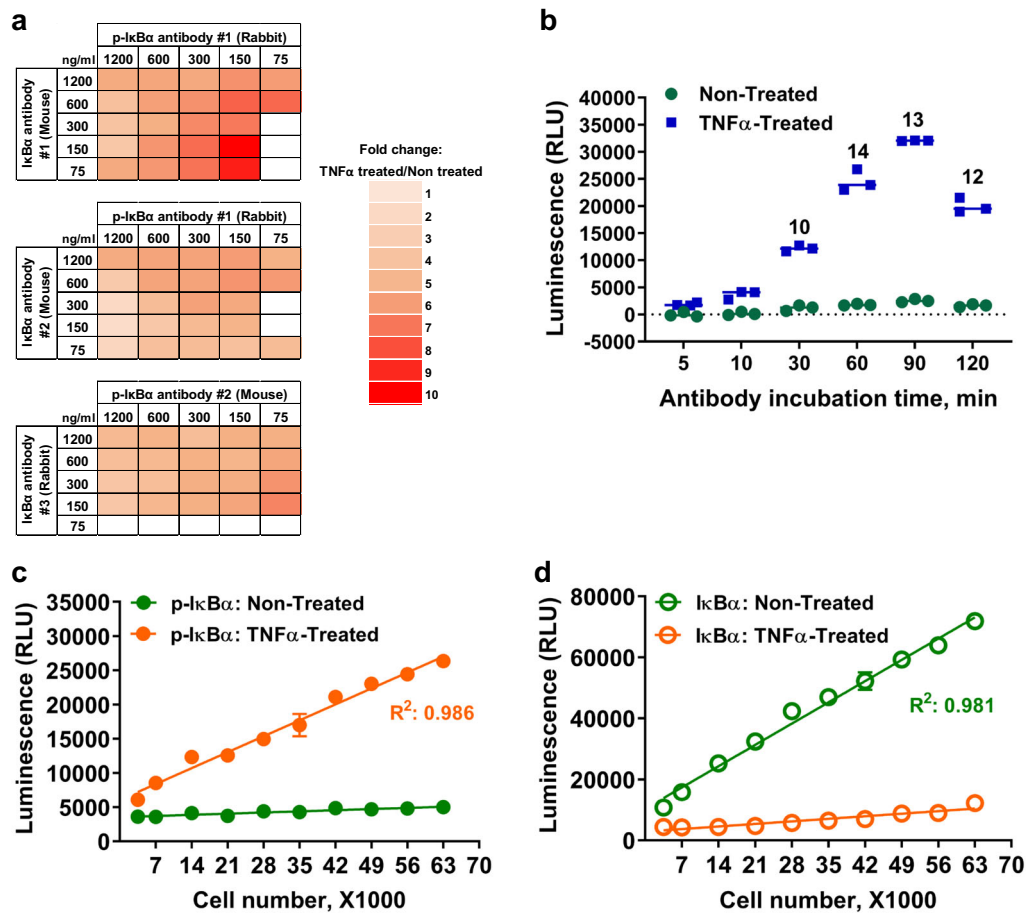 a
p-IκBα antibody #1 (Rabbit)
ng/ml 1200 600 300 150 75
IκBα antibody
#1 (Mouse)
1200
600
300
150
75
p-IκBα antibody #1 (Rabbit)
ng/ml 1200 600 300 150 75
IκBα antibody
#2 (Mouse)
1200
600
300
150
75
p-IκBα antibody #2 (Mouse)
ng/ml 1200 600 300 150 75
IκBα antibody
#3 (Rabbit)
1200
600
300
150
75
Fold change:
TNFα treated/Non treated
1
2
3
4
5
6
7
8
9
10
b
Luminescence (RLU)
40000
35000
30000
25000
20000
15000
10000
5000
0
-5000
Non-Treated
TNFα-Treated
10
14
13
12
5 10 30 60 90 120
Antibody incubation time, min
c
Luminescence (RLU)
35000
30000
25000
20000
15000
10000
5000
0
p-IκBα: Non-Treated
p-IκBα: TNFα-Treated
R²: 0.986
7 14 21 28 35 42 49 56 63 70
Cell number, X1000
d
Luminescence (RLU)
80000
60000
40000
20000
0
IκBα: Non-Treated
IκBα: TNFα-Treated
R²: 0.981
7 14 21 28 35 42 49 56 63 70
Cell number, X1000